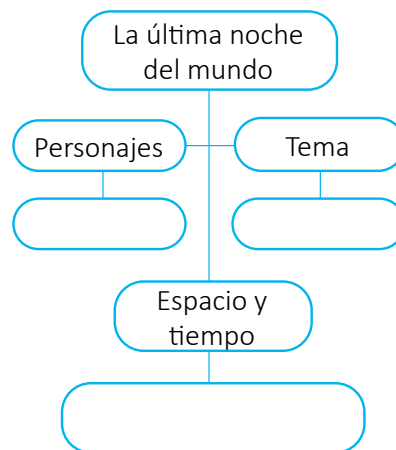 La última noche
del mundo
Personajes
Tema
Espacio y
tiempo